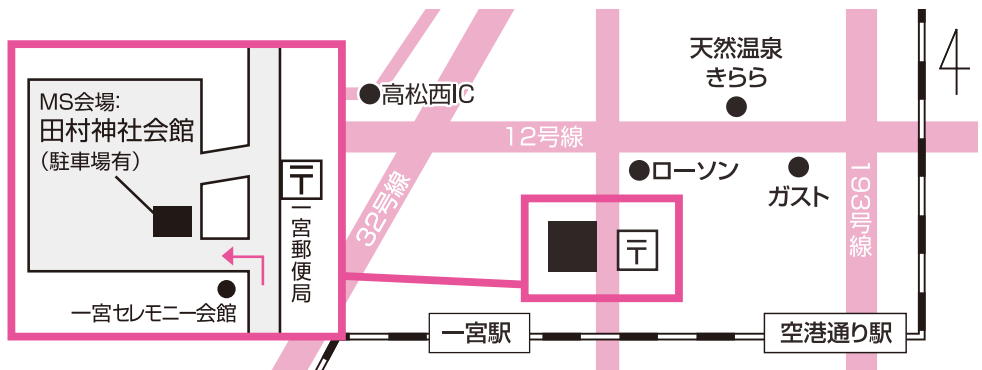 MS会場:
田村神社会館
(駐車場有)
一宮郵便局
一宮セレモニー会館
高松西IC
天然温泉
きらら
12号線
ローソン
ガスト
32号線
193号線
一宮駅
空港通り駅